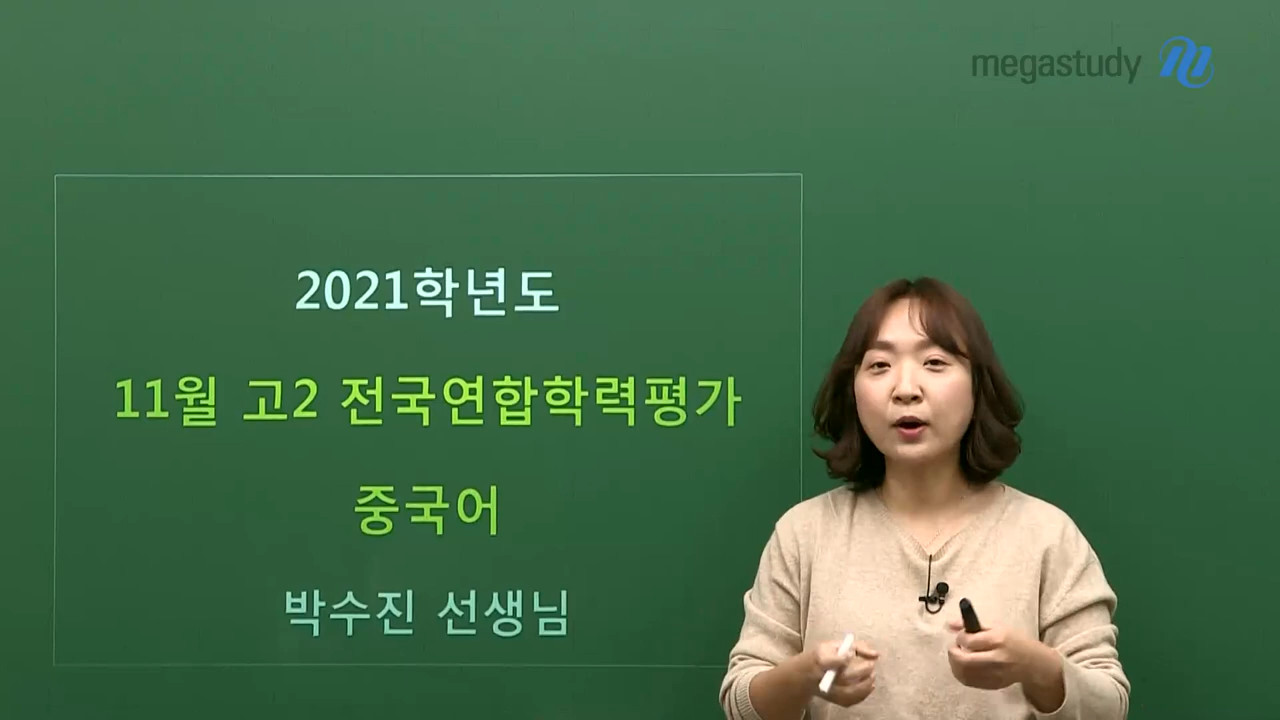 megastudy
2021학년도
11월 고2 전국연합학력평가
중국어
박수진 선생님